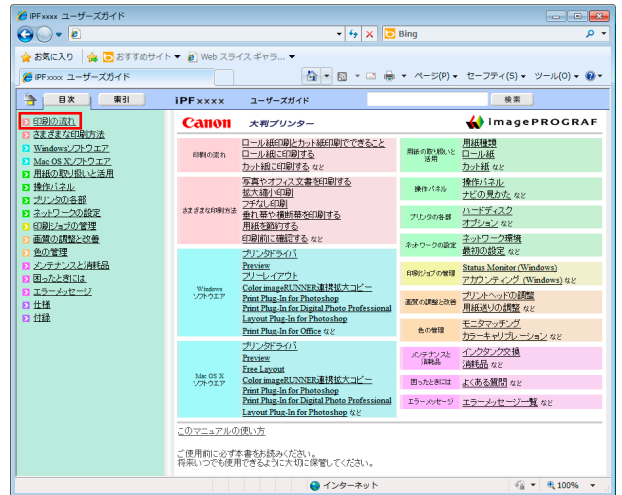 iPFxxxx ユーザーズガイド
Bing
お気に入り おすすめサイト Web スライス ギャラ...
iPFxxxx ユーザーズガイド
ページ(P) セーフティ(S) ツール(O)
目次 索引 iPFxxxx ユーザーズガイド 検索
印刷の流れ
さまざまな印刷方法
Windowsソフトウエア
Mac OS Xソフトウエア
用紙の取り扱いと活用
操作パネル
プリンタの各部
ネットワークの設定
印刷ジョブの管理
画質の調整と改善
色の管理
メンテナンスと消耗品
困ったときには
エラーメッセージ
仕様
付録
Canon 大判プリンター imagePROGRAF
印刷の流れ
ロール紙印刷とカット紙印刷でできること
ロール紙に印刷する
カット紙に印刷する など
さまざまな印刷方法
写真やオフィス文書を印刷する
拡大縮小印刷
フチなし印刷
垂れ幕や横断幕を印刷する
用紙を節約する
印刷前に確認する など
Windows
ソフトウエア
プリンタドライバ
Preview
フリーレイアウト
Color imageRUNNER連携拡大コピー
Print Plug-In for Photoshop
Print Plug-In for Digital Photo Professional
Layout Plug-In for Photoshop
Print Plug-In for Office など
Mac OS X
ソフトウエア
プリンタドライバ
Preview
Free Layout
Color imageRUNNER連携拡大コピー
Print Plug-In for Photoshop
Print Plug-In for Digital Photo Professional
Layout Plug-In for Photoshop など
用紙の取り扱いと
活用
用紙種類
ロール紙
カット紙 など
操作パネル
操作パネル
ナビの見かた など
プリンタの各部
ハードディスク
オプション など
ネットワークの設定
ネットワーク環境
最初の設定 など
印刷ジョブの管理
Status Monitor (Windows)
アカウンティング (Windows) など
画質の調整と改善
プリントヘッドの調整
用紙送りの調整 など
色の管理
モニタマッチング
カラーキャリブレーション など
メンテナンスと
消耗品
インクタンク交換
消耗品 など
困ったときには
よくある質問 など
エラーメッセージ
エラーメッセージ一覧 など
このマニュアルの使い方
ご使用前に必ず本書をお読みください。
将来いつでも使用できるように大切に保管してください。
インターネット 100%